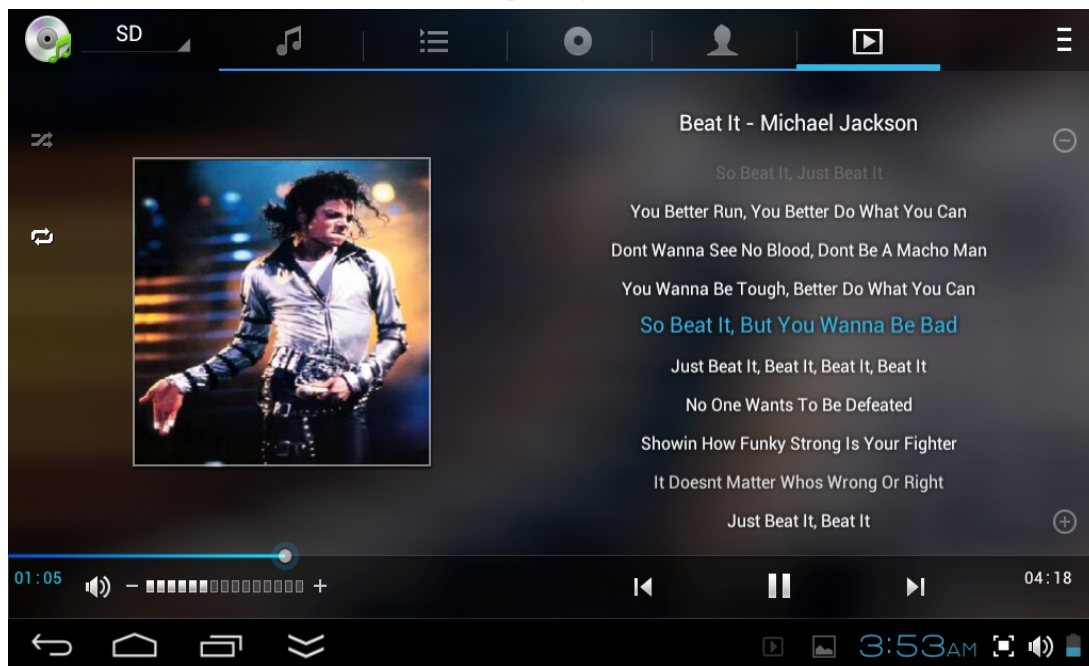 SD
Beat It - Michael Jackson
So Beat It, Just Beat It
You Better Run, You Better Do What You Can
Dont Wanna See No Blood, Dont Be A Macho Man
You Wanna Be Tough, Better Do What You Can
So Beat It, But You Wanna Be Bad
Just Beat It, Beat It, Beat It, Beat It
No One Wants To Be Defeated
Showin How Funky Strong Is Your Fighter
It Doesnt Matter Whos Wrong Or Right
Just Beat It, Beat It
01:05
04:18
3:53AM